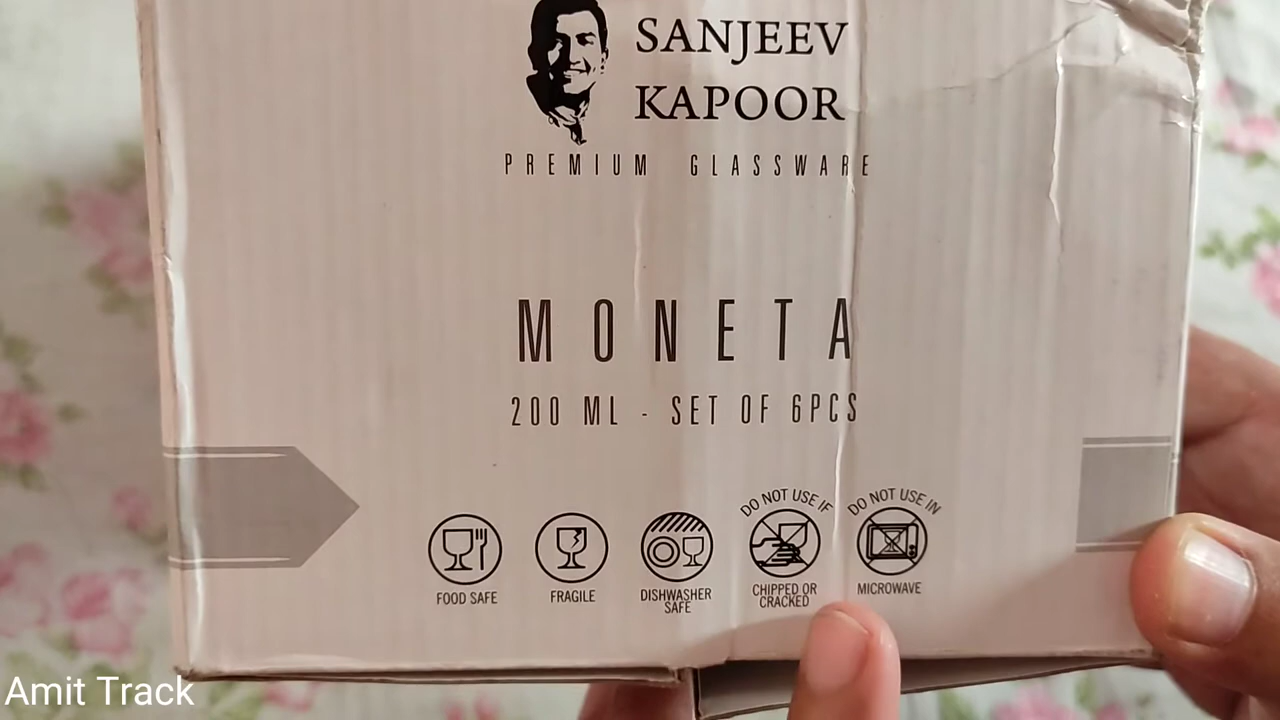 SANJEEV
KAPOOR
PREMIUM GLASSWARE
MONETA
200 ML - SET OF 6PCS
FOOD SAFE
FRAGILE
DISHWASHER
SAFE
DO NOT USE IF
CHIPPED OR
CRACKED
DO NOT USE IN
MICROWAVE
Amit Track